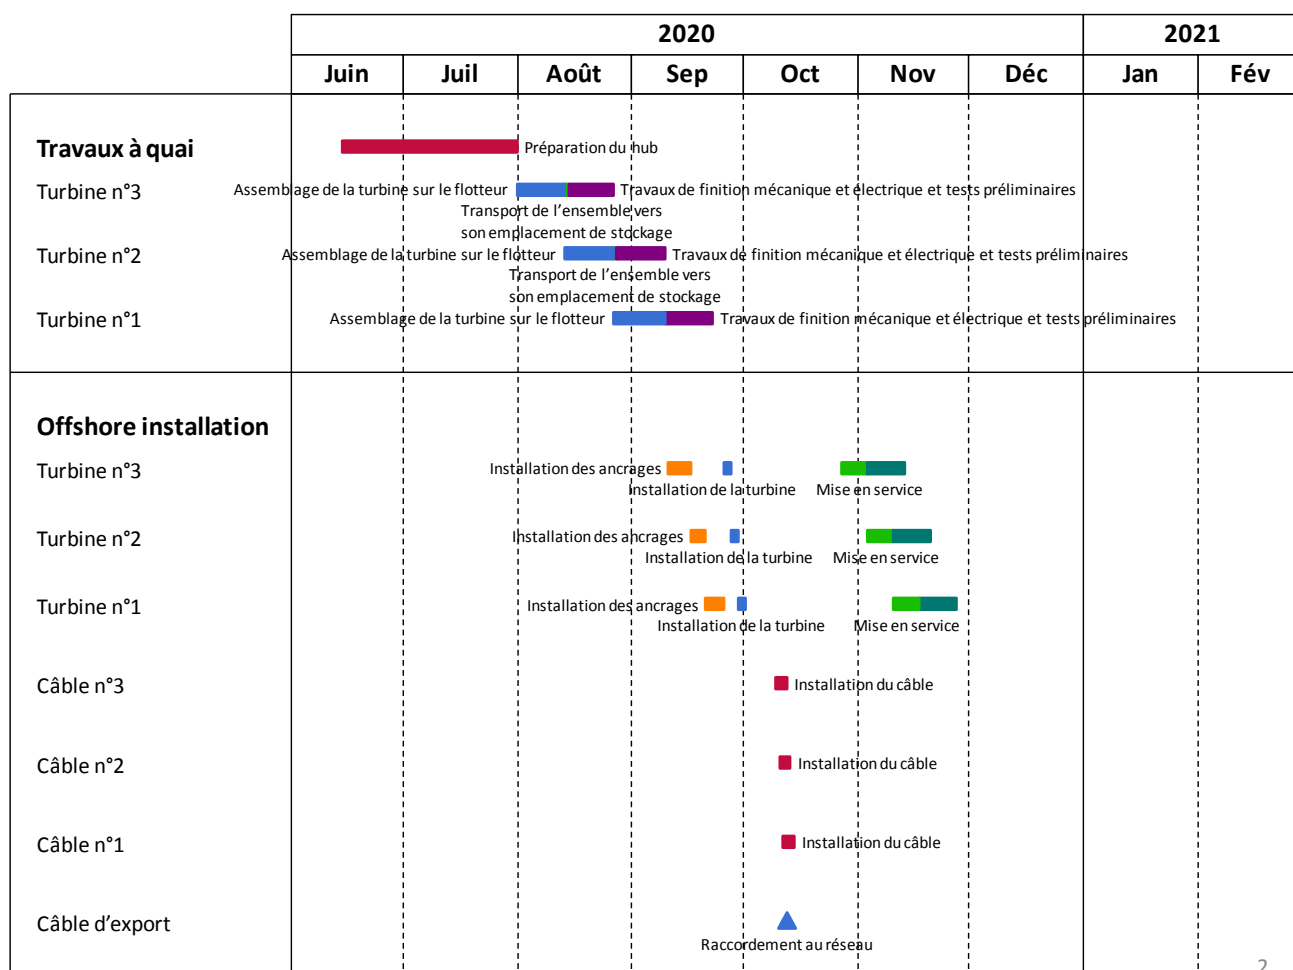 2020
2021
Juin
Juil
Août
Sep
Oct
Nov
Déc
Jan
Fév
Travaux à quai
Préparation du hub
Turbine n°3
Assemblage de la turbine sur le flotteur
Travaux de finition mécanique et électrique et tests préliminaires
Transport de l’ensemble vers
son emplacement de stockage
Turbine n°2
Assemblage de la turbine sur le flotteur
Travaux de finition mécanique et électrique et tests préliminaires
Transport de l’ensemble vers
son emplacement de stockage
Turbine n°1
Assemblage de la turbine sur le flotteur
Travaux de finition mécanique et électrique et tests préliminaires
Offshore installation
Turbine n°3
Installation des ancrages
Installation de la turbine
Mise en service
Turbine n°2
Installation des ancrages
Installation de la turbine
Mise en service
Turbine n°1
Installation des ancrages
Installation de la turbine
Mise en service
Câble n°3
Installation du câble
Câble n°2
Installation du câble
Câble n°1
Installation du câble
Câble d’export
Raccordement au réseau
2